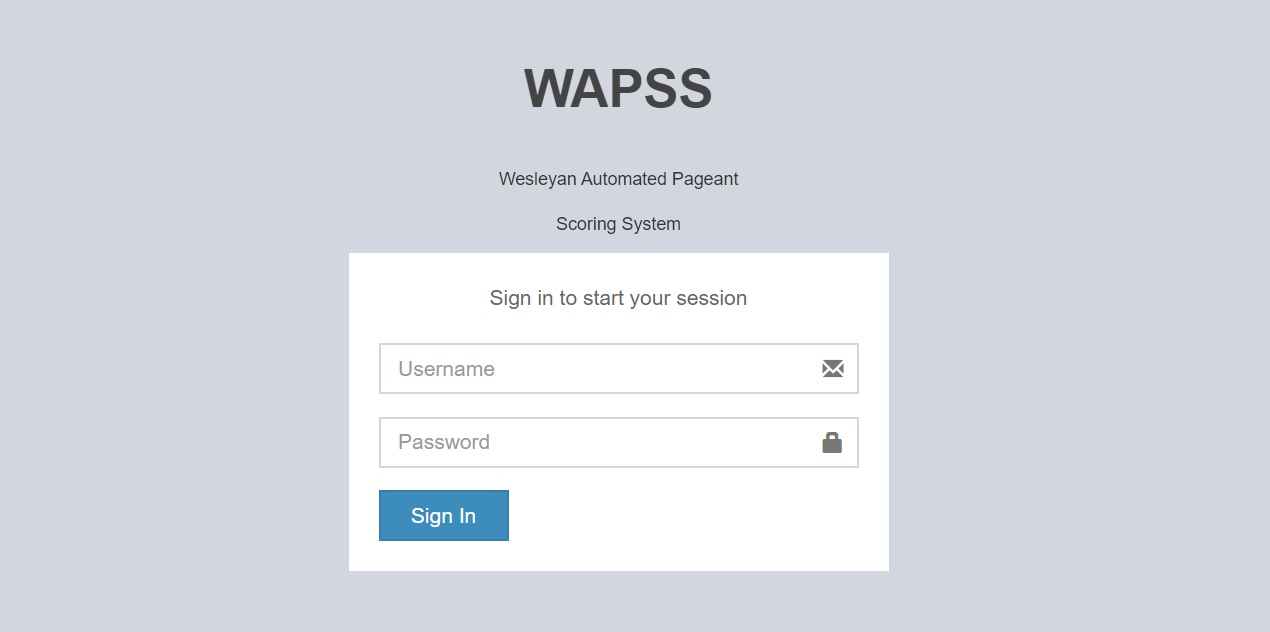 WAPSS
Wesleyan Automated Pageant
Scoring System
Sign in to start your session
Username
Password
Sign In